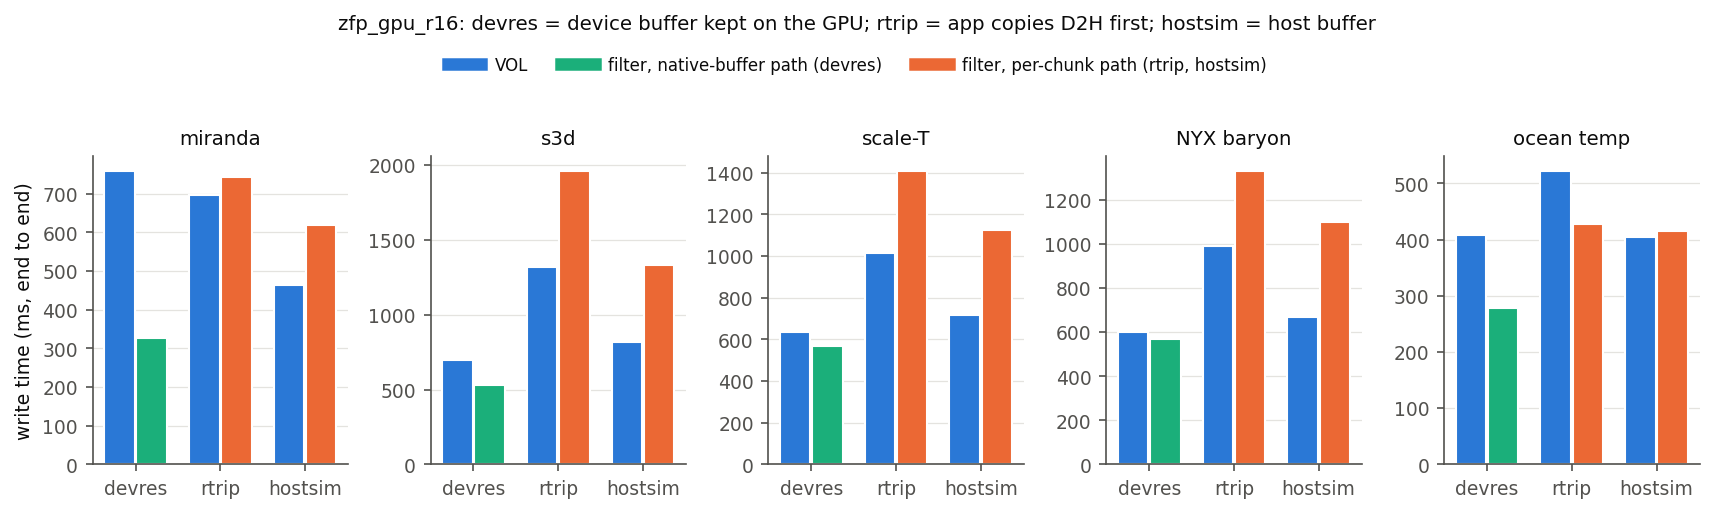 zfp_gpu_r16: devres = device buffer kept on the GPU; rtrip = app copies D2H first; hostsim = host buffer
VOL filter, native-buffer path (devres) filter, per-chunk path (rtrip, hostsim)
write time (ms, end to end)
miranda
700
600
500
400
300
200
100
0
devres rtrip hostsim
s3d
2000
1500
1000
500
0
devres rtrip hostsim
scale-T
1400
1200
1000
800
600
400
200
0
devres rtrip hostsim
NYX baryon
1200
1000
800
600
400
200
0
devres rtrip hostsim
ocean temp
500
400
300
200
100
0
devres rtrip hostsim